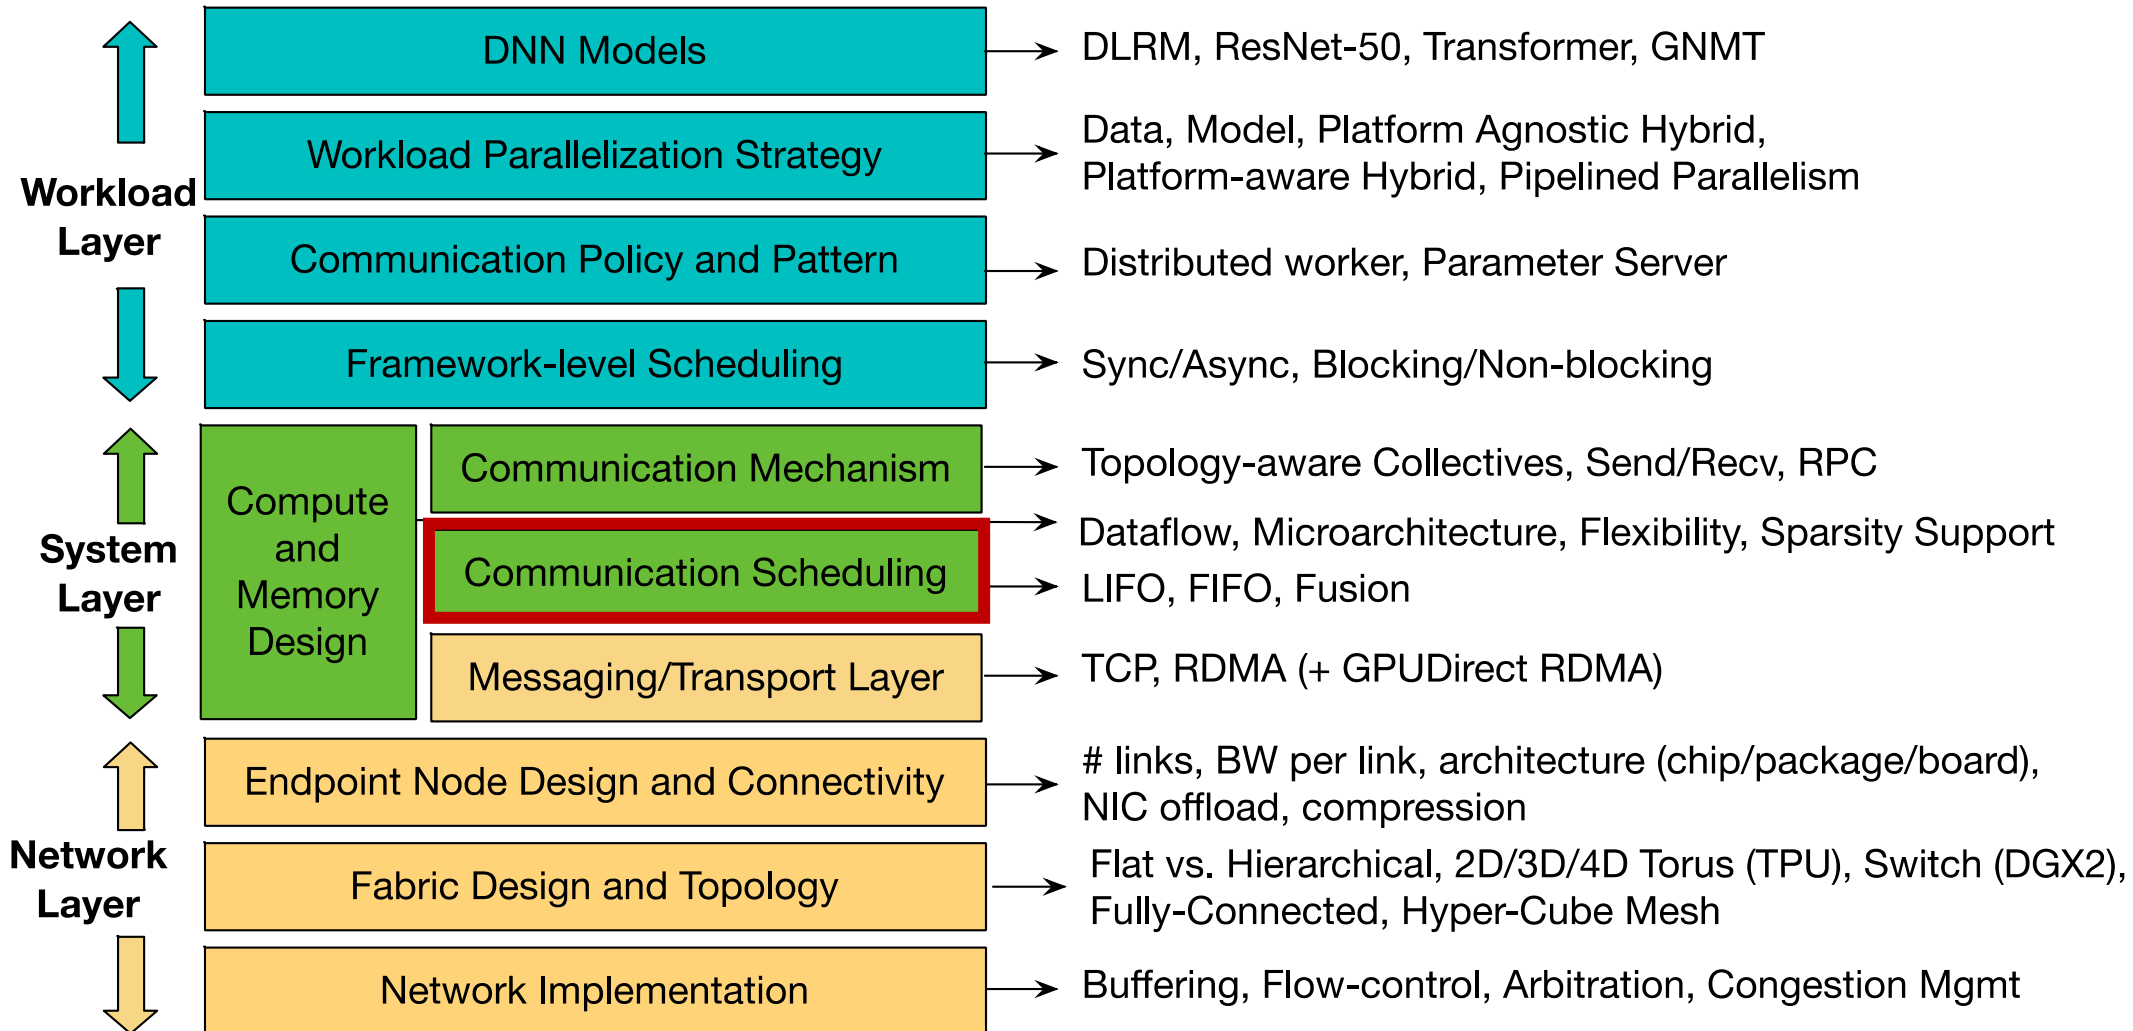 DNN Models
DLRM, ResNet-50, Transformer, GNMT
Workload Parallelization Strategy
Data, Model, Platform Agnostic Hybrid,
Platform-aware Hybrid, Pipelined Parallelism
Workload
Layer
Communication Policy and Pattern
Distributed worker, Parameter Server
Framework-level Scheduling
Sync/Async, Blocking/Non-blocking
System
Layer
Compute
and
Memory
Design
Communication Mechanism
Topology-aware Collectives, Send/Recv, RPC
Dataflow, Microarchitecture, Flexibility, Sparsity Support
Communication Scheduling
LIFO, FIFO, Fusion
Messaging/Transport Layer
TCP, RDMA (+ GPUDirect RDMA)
Network
Layer
Endpoint Node Design and Connectivity
# links, BW per link, architecture (chip/package/board),
NIC offload, compression
Fabric Design and Topology
Flat vs. Hierarchical, 2D/3D/4D Torus (TPU), Switch (DGX2),
Fully-Connected, Hyper-Cube Mesh
Network Implementation
Buffering, Flow-control, Arbitration, Congestion Mgmt